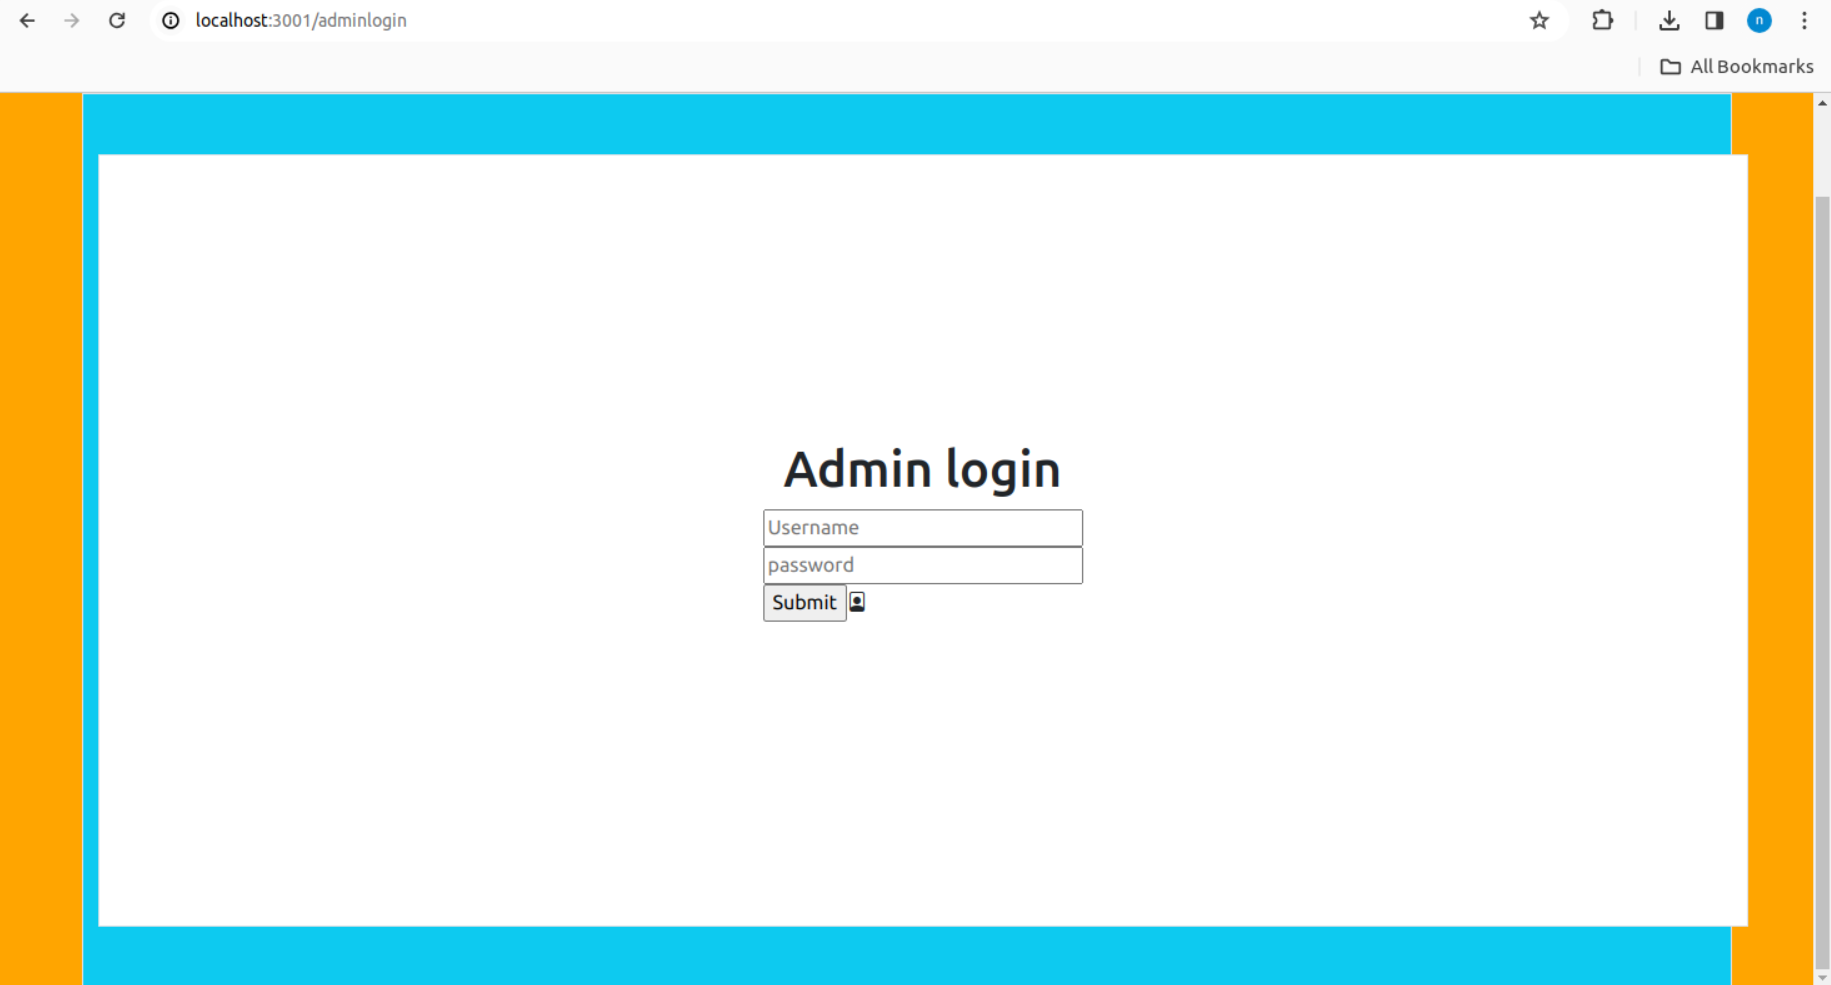 localhost:3001/adminlogin
n
All Bookmarks
Admin login
Username
password
Submit